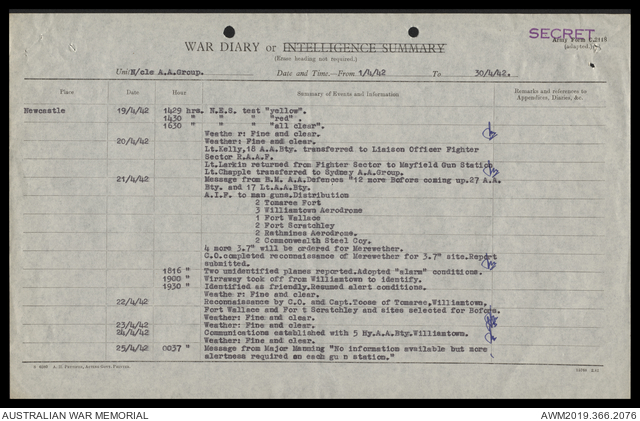 SECRET
Army Form C.2118
(adapted)
WAR DIARY or INTELLIGENCE SUMMARY
(Erase heading not required.)
Unit N/cle A.A.Group. Date and Time.—From 1/4/42 To 30/4/42.
Place Date Hour Summary of Events and Information Remarks and references to Appendices, Diaries, &c.
Newcastle 19/4/42 1429 hrs. N.E.S. test "yellow".
1430 " " " "red" .
1630 " " " "all clear".
Weathe r: Fine and clear.
20/4/42 Weather: Fine and clear.
Lt.Kelly,18 A.A.Bty. transferred to Liaison Officer Fighter
Sector R.A.A.F.
Lt.Larkin returned from Fighter Sector to Mayfield Gun Station
Lt.Chapple transferred to Sydney A.A.Group.
21/4/42 Message from B.M. A.A.Defences "12 more Bofors coming up.27 A.A.
Bty. and 17 Lt.A.A.Bty.
A.I.F. to man guns.Distribution
2 Tomaree Fort
3 Williamtown Aerodrome
1 Fort Wallace
2 Fort Scratchley
2 Rathmines Aerodrome.
2 Commonwealth Steel Coy.
4 more 3.7" will be ordered for Merewether.
C.O.completed reconnaissance of Merewether for 3.7" site.Report
submitted.
1816 " Two unidentified planes reported.Adopted "alarm" conditions.
1900 " Wirraway took off from Williamtown to identify.
1930 " Identified as friendly.Resumed alert conditions.
Weathe r: Fine and clear.
22/4/42 Reconnaissance by C.O. and Capt.Toose of Tomaree,Williamtown,
Fort Wallace and For t Scratchley and sites selected for Bofors.
Weather: Fine and clear.
23/4/42 Weather: Fine and clear.
24/4/42 Communications established with 5 Hy.A.A.Bty.Williamtown.
Weather: Fine and clear.
25/4/42 0037 " Message from Major Manning "No information available but more
alertness required on each gu n station."
AUSTRALIAN WAR MEMORIAL AWM2019.366.2076